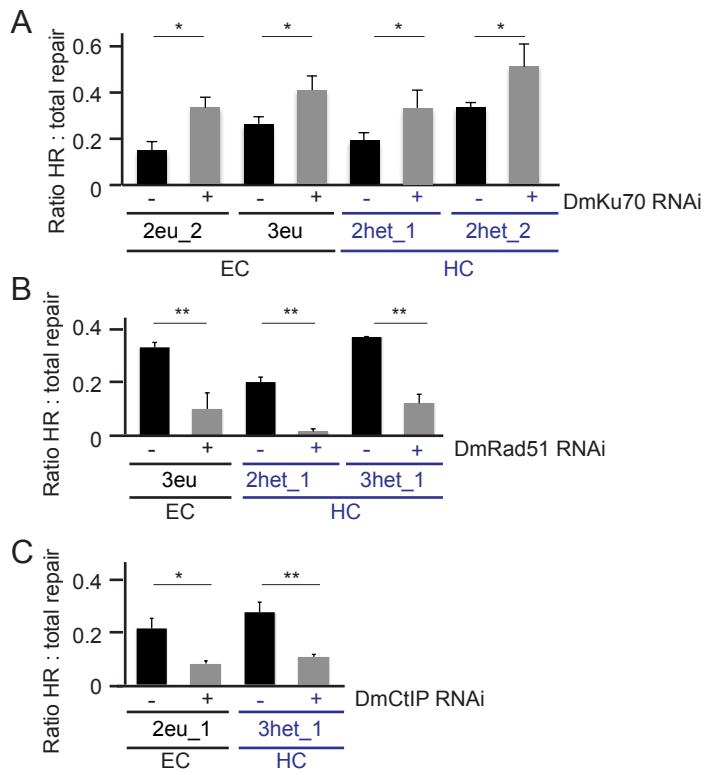 A
Ratio HR : total repair
0.6
0.4
0.2
0
* * * *
- + - + - + - + DmKu70 RNAi
2eu_2 3eu 2het_1 2het_2
EC HC
B
Ratio HR : total repair
0.4
0.2
0
** ** **
- + - + - + DmRad51 RNAi
3eu 2het_1 3het_1
EC HC
C
Ratio HR : total repair
0.4
0.2
0
* **
- + - + DmCtIP RNAi
2eu_1 3het_1
EC HC